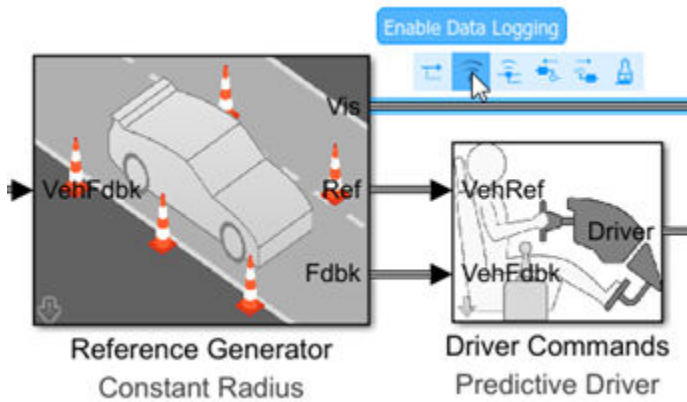 Enable Data Logging
Vis
VehFdbk
Ref
VehRef
Driver
Fdbk
VehFdbk
Reference Generator
Constant Radius
Driver Commands
Predictive Driver